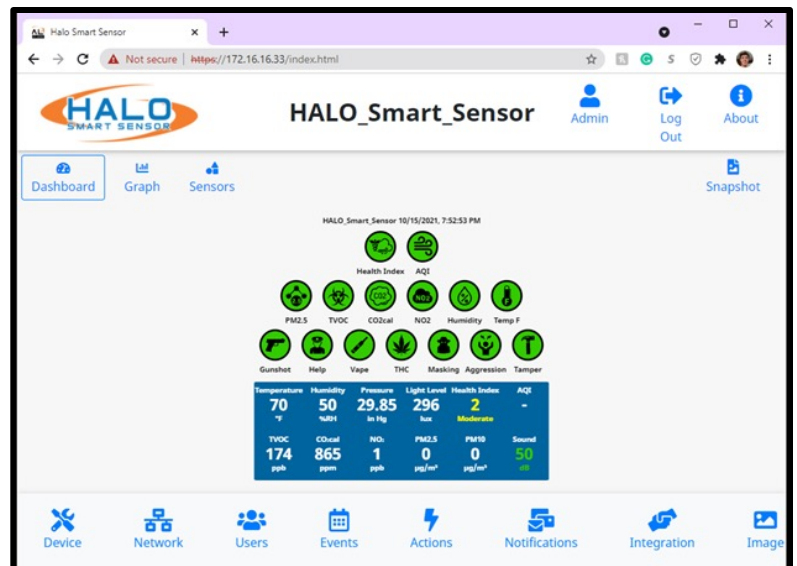 Halo Smart Sensor
Not secure | https://172.16.16.33/index.html
HALO
SMART SENSOR
HALO_Smart_Sensor
Admin
Log Out
About
Dashboard Graph Sensors
Snapshot
HALO_Smart_Sensor 10/15/2021, 7:52:53 PM
Health Index AQI
CO2 NO2
PM2.5 TVOC CO2cal NO2 Humidity Temp F
Gunshot Help Vape THC Masking Aggression Tamper
Temperature Humidity Pressure Light Level Health Index AQI
70 50 29.85 296 2 -
°F %RH in Hg lux Moderate
TVOC CO₂cal NO₂ PM2.5 PM10 Sound
174 865 1 0 0 50
ppb ppm ppb µg/m³ µg/m³ dB
Device Network Users Events Actions Notifications Integration Image